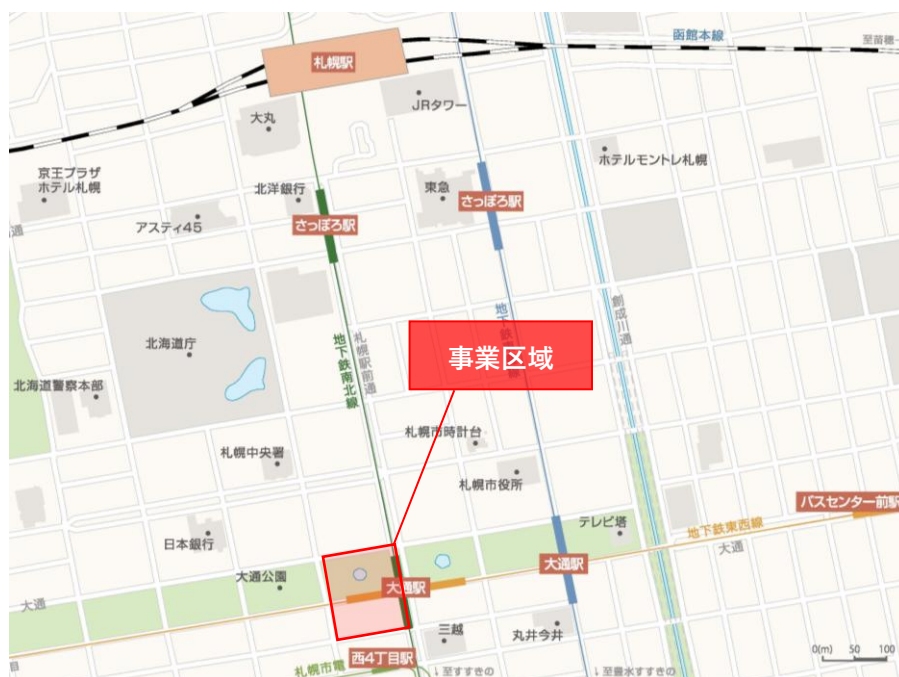 函館本線
至苗穂
札幌駅
JRタワー
大丸
京王プラザ
ホテル札幌
北洋銀行
東急
ホテルモントレ札幌
さっぽろ駅
さっぽろ駅
アスティ45
通
創成川通
地下鉄
北海道庁
地下鉄南北線
札幌駅前通
事業区域
北海道警察本部
札幌市時計台
札幌中央署
札幌市役所
バスセンター前駅
テレビ塔
地下鉄東西線
日本銀行
大通
大通公園
大通駅
大通駅
大通
三越
丸井今井
西4丁目駅
札幌市電
↓至すすきの
↓至豊水すすきの
0(m) 50 100